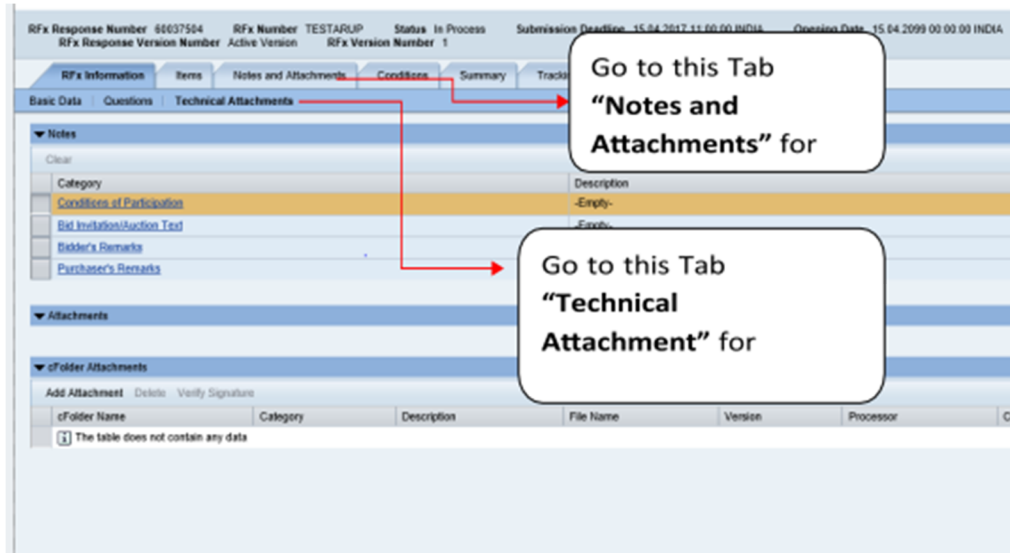 RFx Response Number 60037504 RFx Number TESTARUP Status In Process Submission Deadline 15.04.2017 11:00:00 INDIA Opening Date 15.04.2099 00:00:00 INDIA
RFx Response Version Number Active Version RFx Version Number 1
RFx Information Items Notes and Attachments Conditions Summary
Basic Data Questions Technical Attachments
Go to this Tab
“Notes and
Attachments” for
Notes
Clear
Category Description
Conditions of Participation -Empty-
Bid Invitation/Auction Text -Empty-
Bidder's Remarks
Purchaser's Remarks
Go to this Tab
“Technical
Attachment” for
Attachments
cFolder Attachments
Add Attachment Delete Verify Signature
cFolder Name Category Description File Name Version Processor
The table does not contain any data